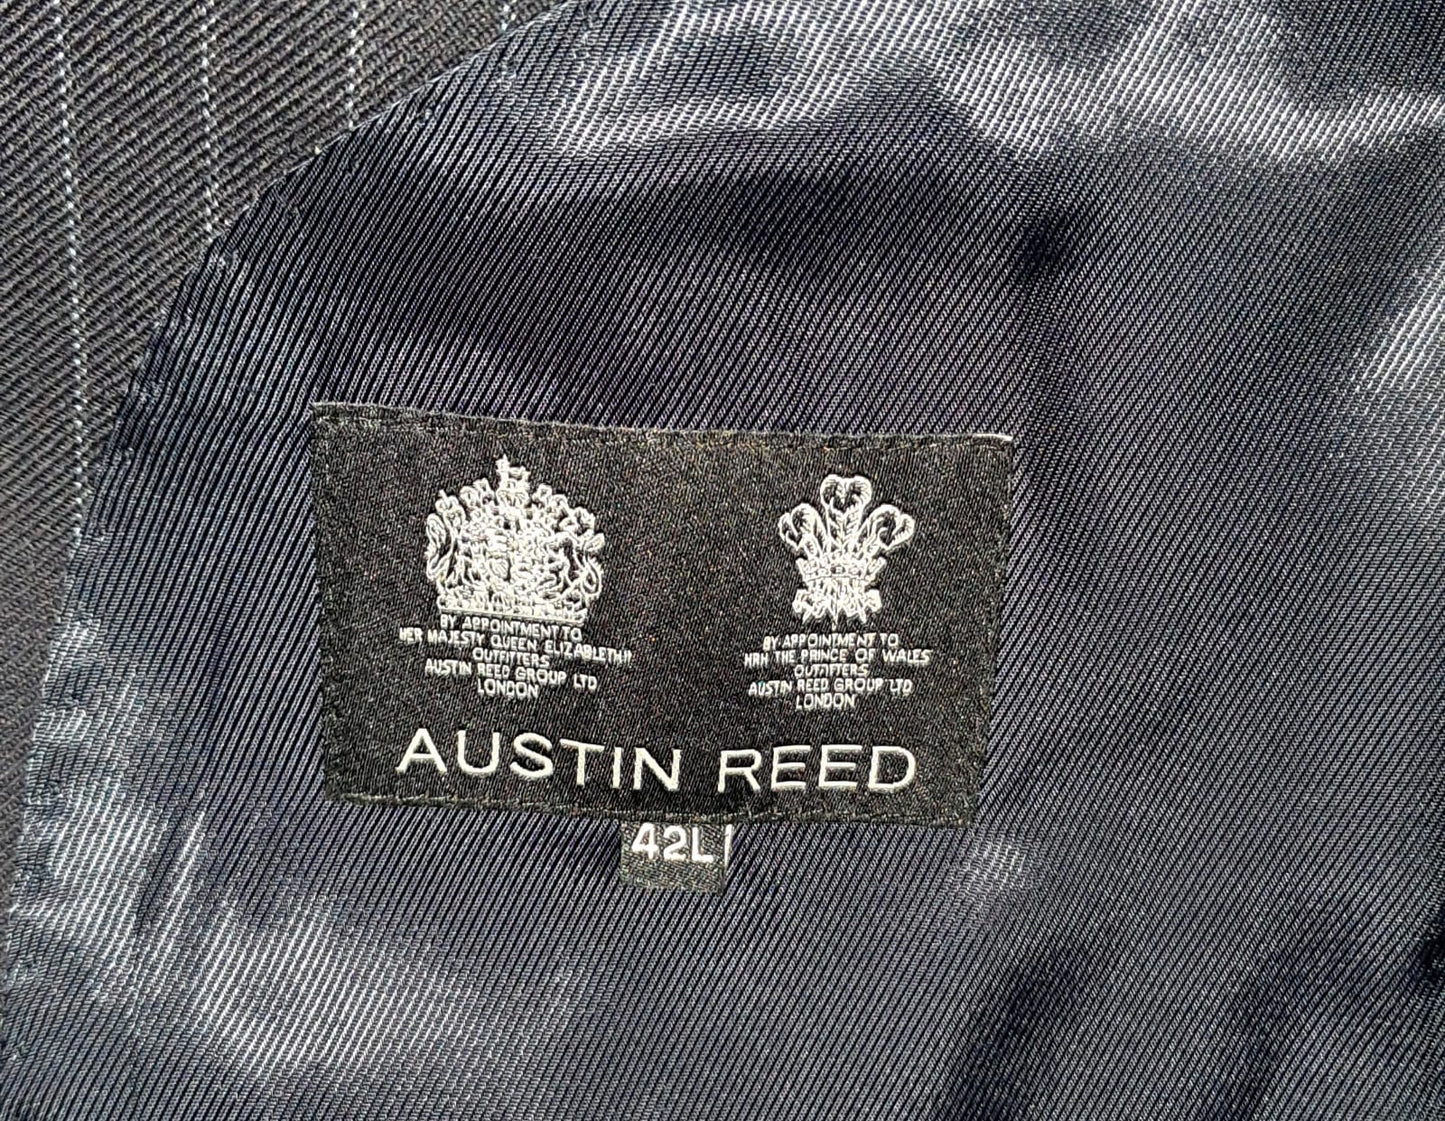 BY APPOINTMENT TO
HER MAJESTY QUEEN ELIZABETH II
OUTFITTERS
AUSTIN REED GROUP LTD
LONDON
BY APPOINTMENT TO
HRH THE PRINCE OF WALES
OUTFITTERS
AUSTIN REED GROUP LTD
LONDON
AUSTIN REED
42L